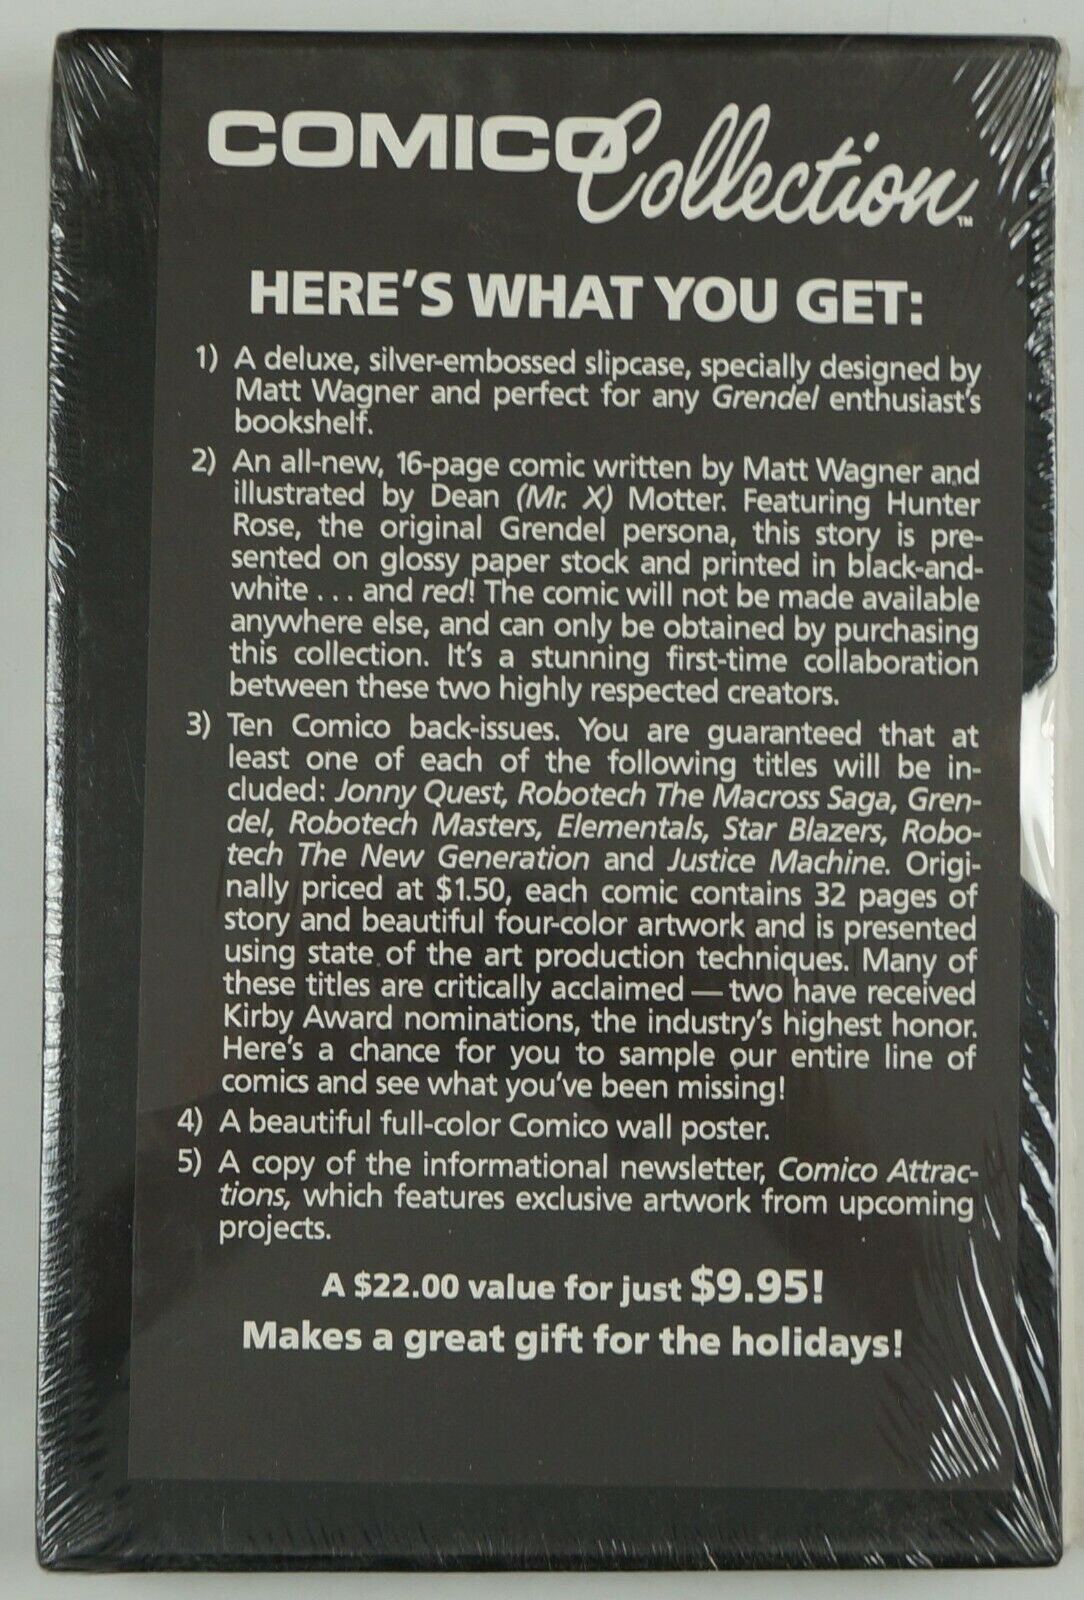 COMICO Collection™
HERE'S WHAT YOU GET:
1) A deluxe, silver-embossed slipcase, specially designed by
Matt Wagner and perfect for any Grendel enthusiast's
bookshelf.
2) An all-new, 16-page comic written by Matt Wagner and
illustrated by Dean (Mr. X) Motter. Featuring Hunter
Rose, the original Grendel persona, this story is pre-
sented on glossy paper stock and printed in black-and-
white . . . and red! The comic will not be made available
anywhere else, and can only be obtained by purchasing
this collection. It's a stunning first-time collaboration
between these two highly respected creators.
3) Ten Comico back-issues. You are guaranteed that at
least one of each of the following titles will be in-
cluded: Jonny Quest, Robotech The Macross Saga, Gren-
del, Robotech Masters, Elementals, Star Blazers, Robo-
tech The New Generation and Justice Machine. Origi-
nally priced at $1.50, each comic contains 32 pages of
story and beautiful four-color artwork and is presented
using state of the art production techniques. Many of
these titles are critically acclaimed — two have received
Kirby Award nominations, the industry's highest honor.
Here's a chance for you to sample our entire line of
comics and see what you've been missing!
4) A beautiful full-color Comico wall poster.
5) A copy of the informational newsletter, Comico Attrac-
tions, which features exclusive artwork from upcoming
projects.
A $22.00 value for just $9.95!
Makes a great gift for the holidays!